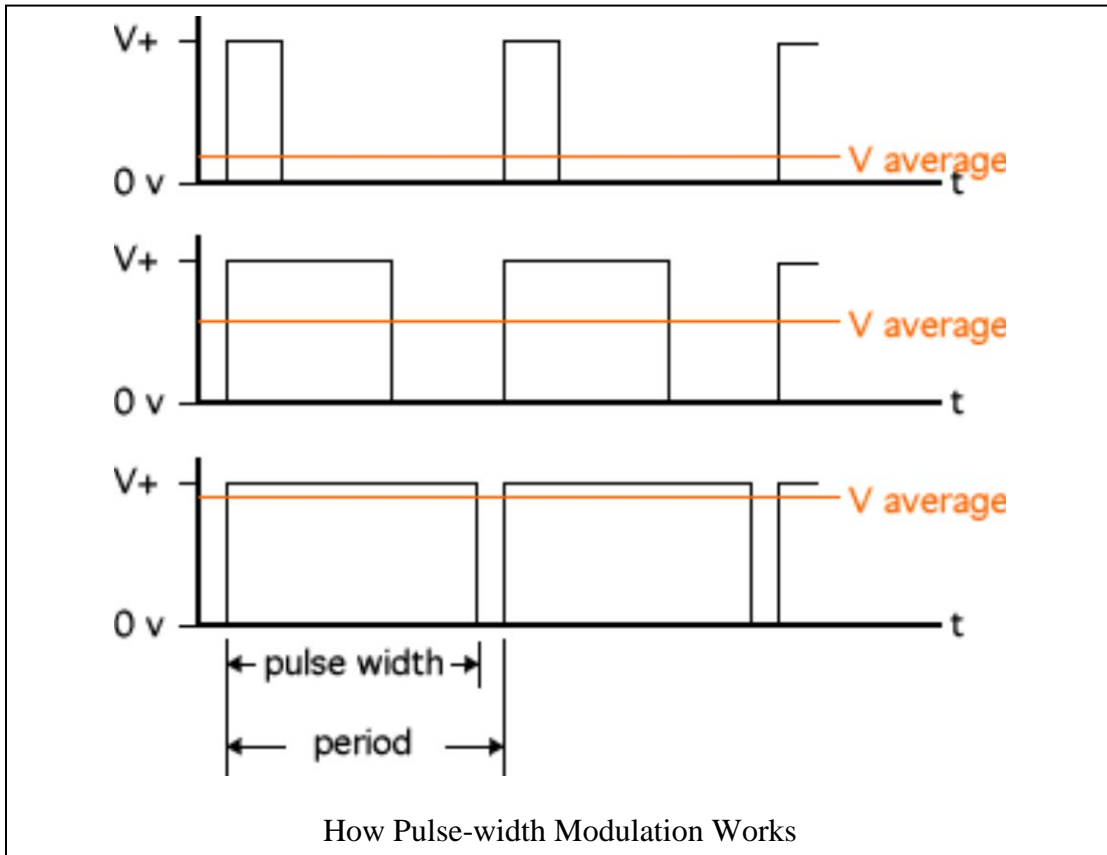 V+
V average
0 v
t
V+
V average
0 v
t
V+
V average
0 v
t
pulse width
period
How Pulse-width Modulation Works